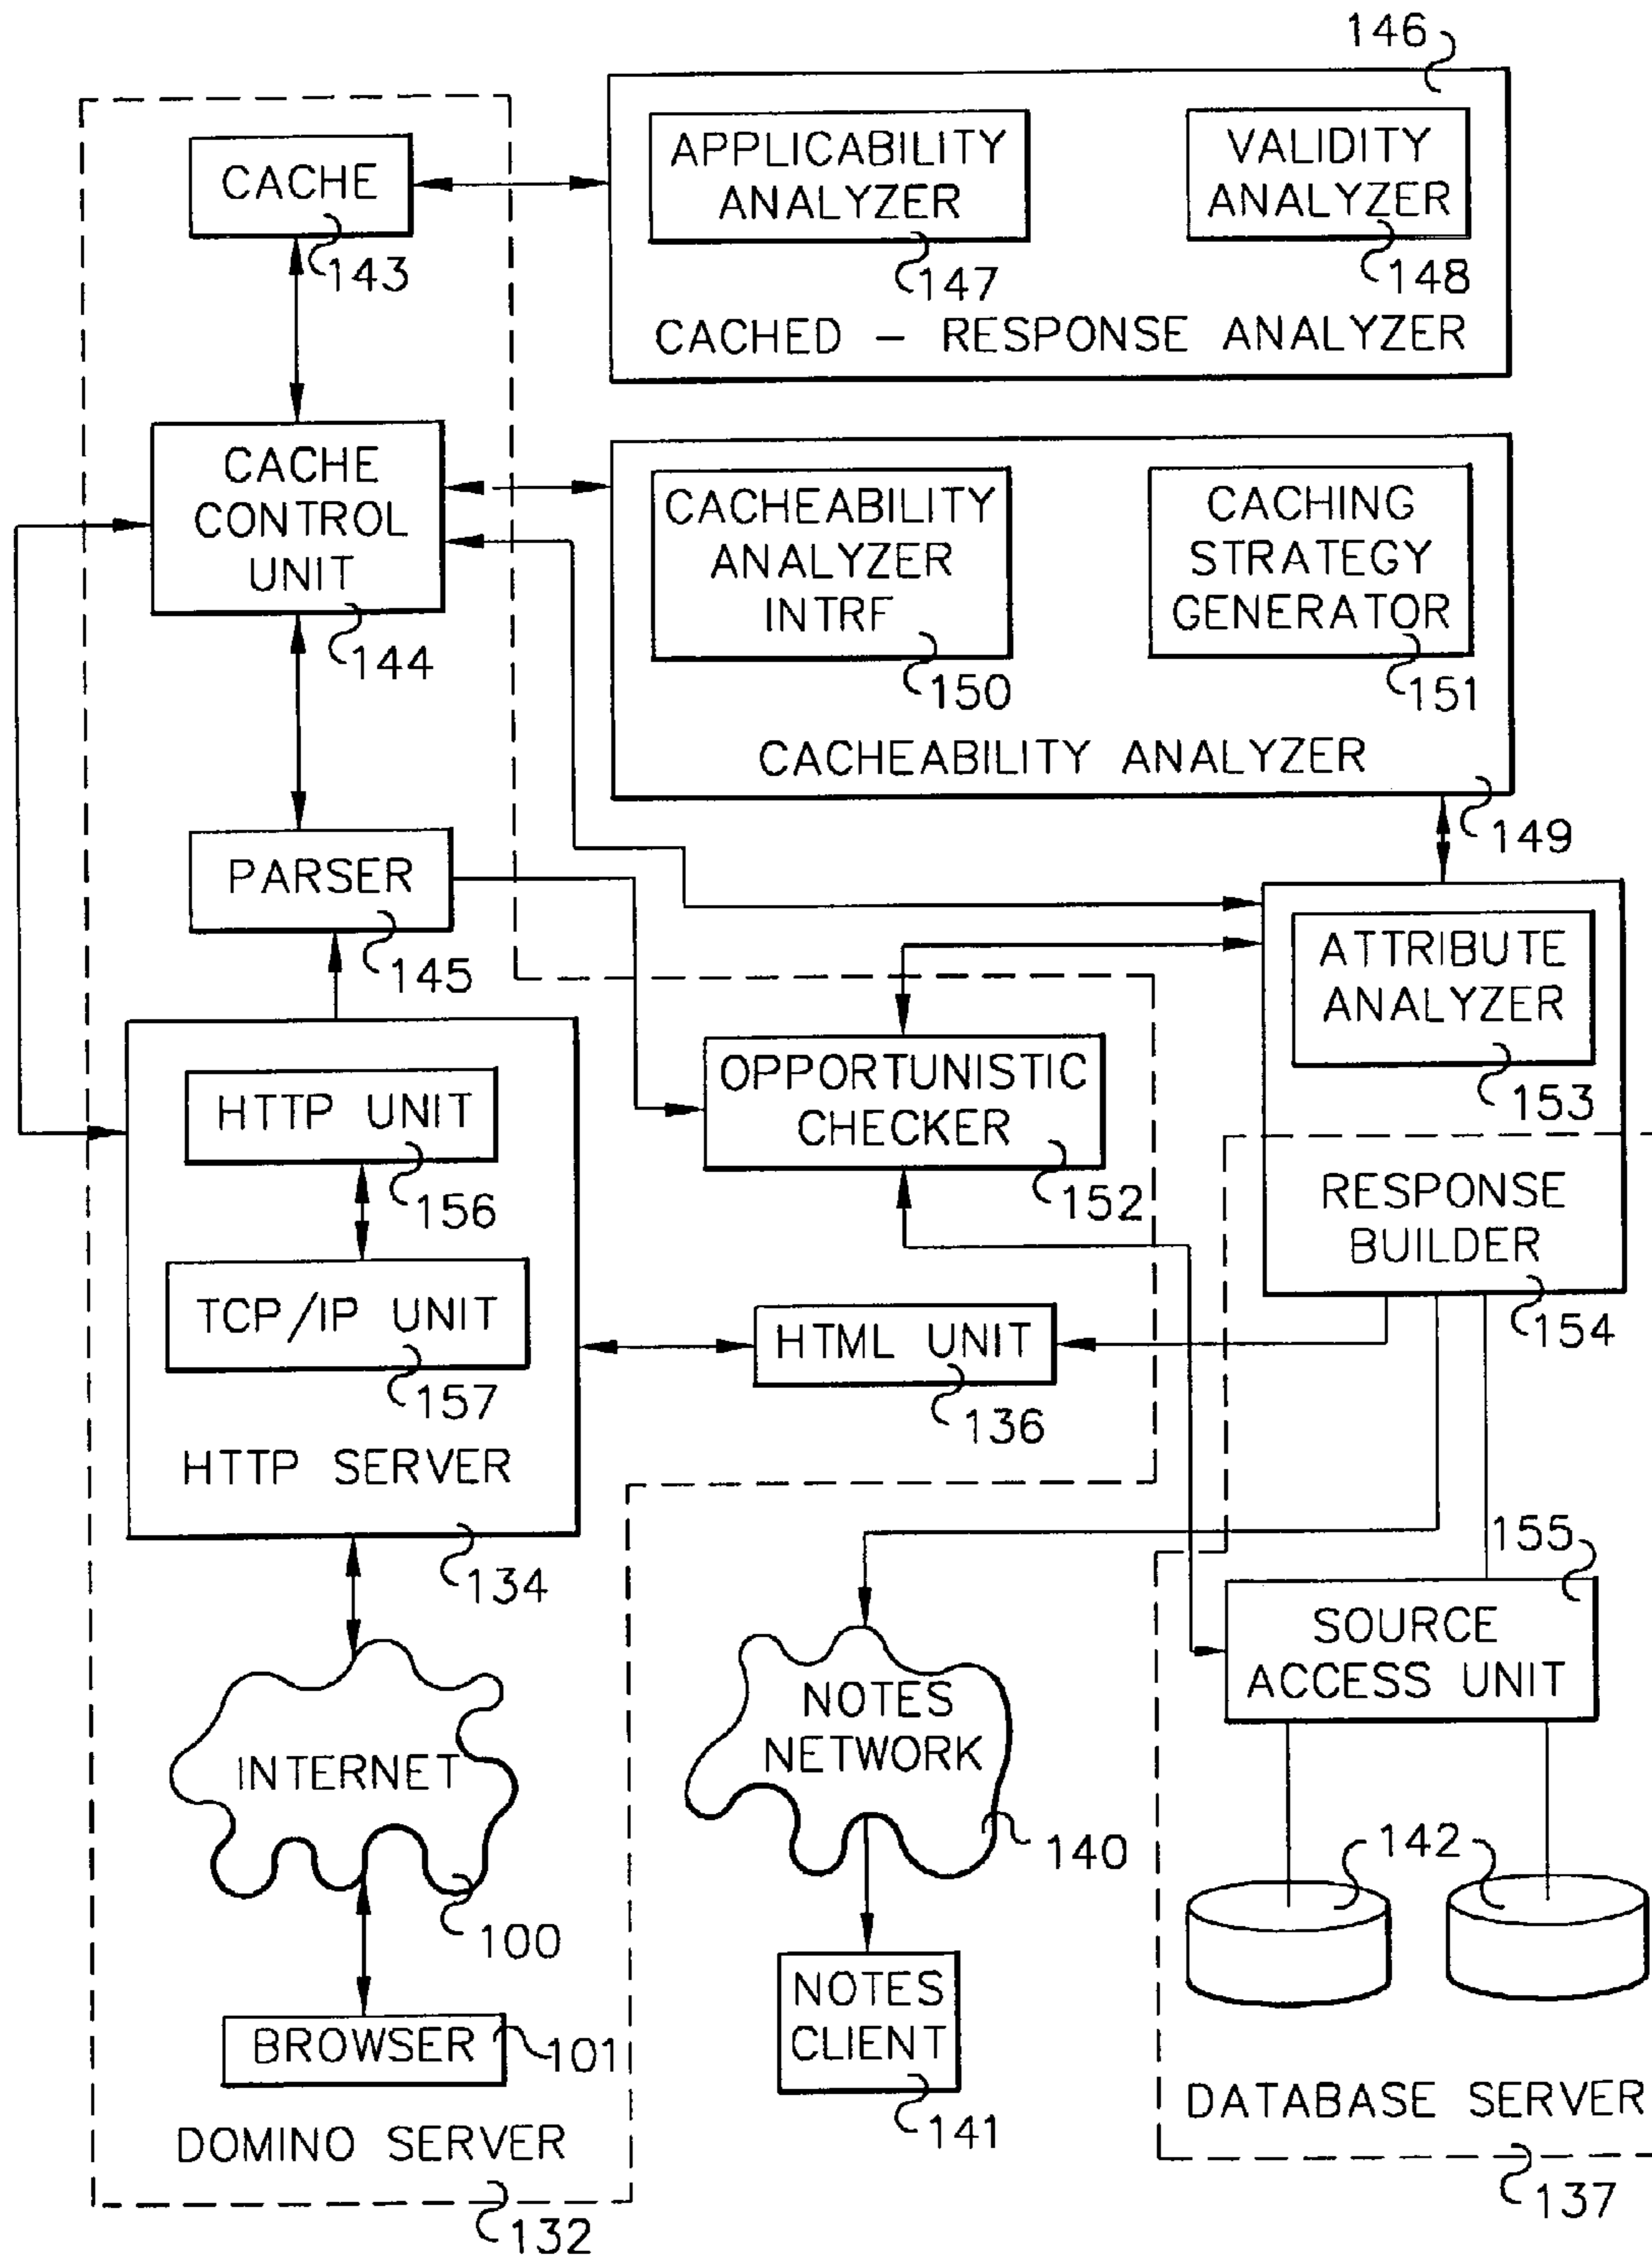 146
CACHE
143
APPLICABILITY
ANALYZER
147
VALIDITY
ANALYZER
148
CACHED - RESPONSE ANALYZER
CACHE
CONTROL
UNIT
144
CACHEABILITY
ANALYZER
INTRF
150
CACHING
STRATEGY
GENERATOR
151
CACHEABILITY ANALYZER
149
PARSER
145
ATTRIBUTE
ANALYZER
153
OPPORTUNISTIC
CHECKER
152
HTTP UNIT
156
RESPONSE
BUILDER
154
TCP/IP UNIT
157
HTML UNIT
136
HTTP SERVER
134
155
SOURCE
ACCESS UNIT
INTERNET
100
NOTES
NETWORK
140
142
BROWSER
101
NOTES
CLIENT
141
DOMINO SERVER
132
DATABASE SERVER
137